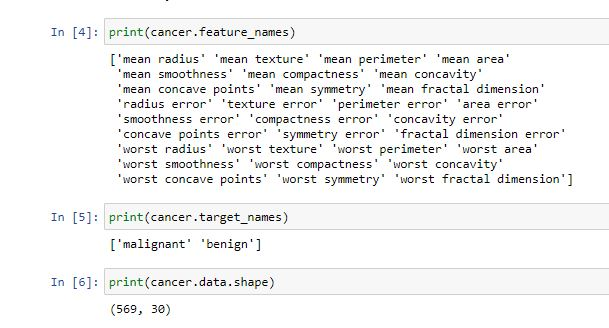 In [4]: print(cancer.feature_names)
['mean radius' 'mean texture' 'mean perimeter' 'mean area'
'mean smoothness' 'mean compactness' 'mean concavity'
'mean concave points' 'mean symmetry' 'mean fractal dimension'
'radius error' 'texture error' 'perimeter error' 'area error'
'smoothness error' 'compactness error' 'concavity error'
'concave points error' 'symmetry error' 'fractal dimension error'
'worst radius' 'worst texture' 'worst perimeter' 'worst area'
'worst smoothness' 'worst compactness' 'worst concavity'
'worst concave points' 'worst symmetry' 'worst fractal dimension']
In [5]: print(cancer.target_names)
['malignant' 'benign']
In [6]: print(cancer.data.shape)
(569, 30)